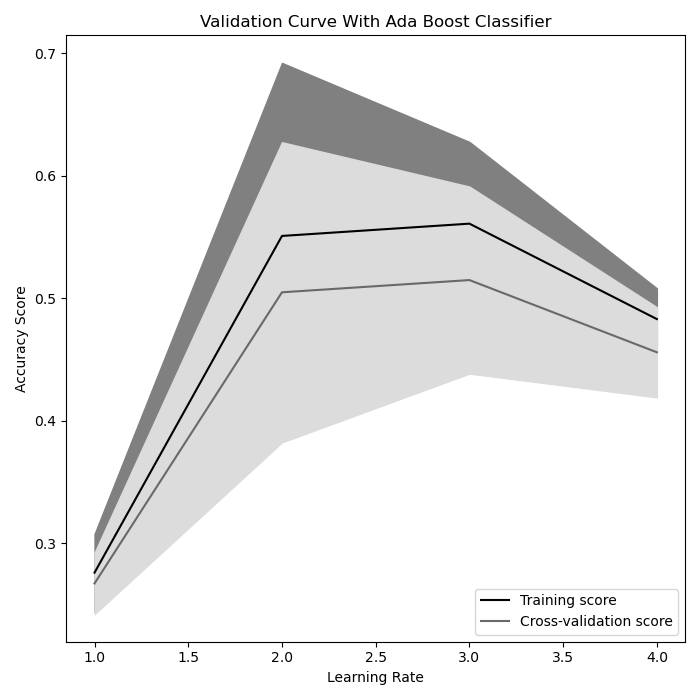 Validation Curve With Ada Boost Classifier
0.7
0.6
0.5
0.4
0.3
Accuracy Score
1.0 1.5 2.0 2.5 3.0 3.5 4.0
Learning Rate
Training score
Cross-validation score